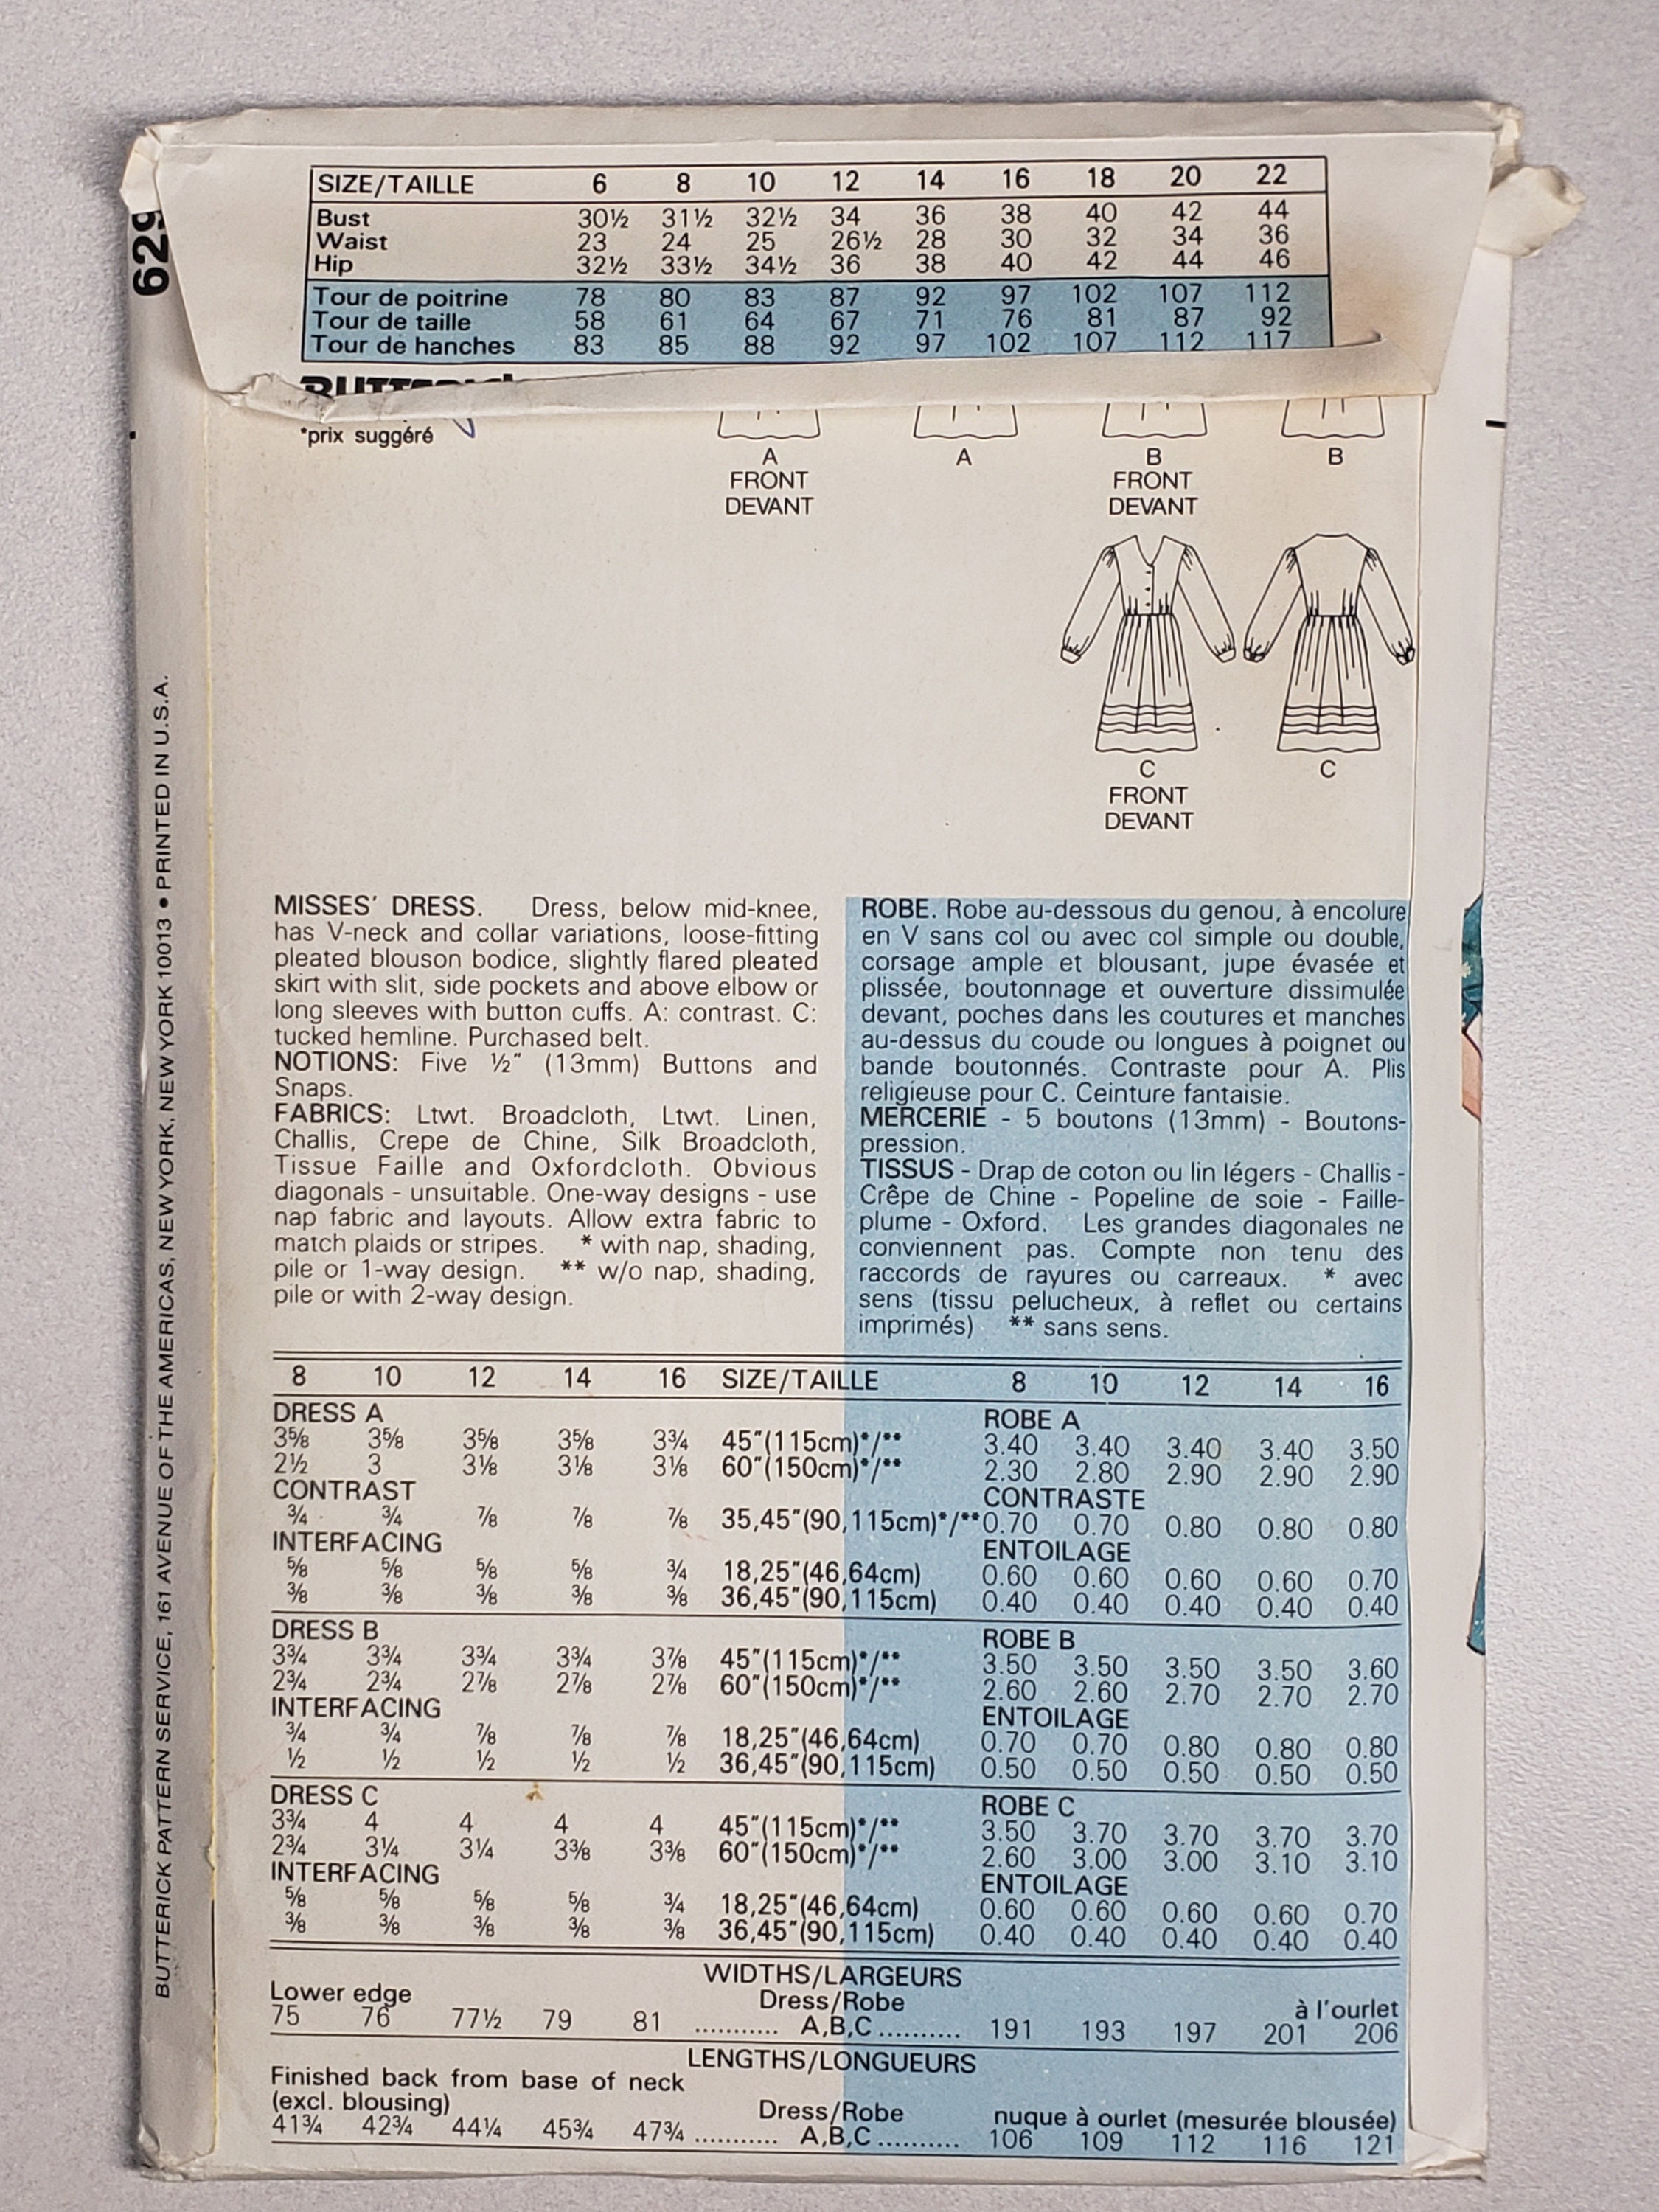 SIZE/TAILLE 6 8 10 12 14 16 18 20 22
Bust 30½ 31½ 32½ 34 36 38 40 42 44
Waist 23 24 25 26½ 28 30 32 34 36
Hip 32½ 33½ 34½ 36 38 40 42 44 46
Tour de poitrine 78 80 83 87 92 97 102 107 112
Tour de taille 58 61 64 67 71 76 81 87 92
Tour de hanches 83 85 88 92 97 102 107 112 117
629
*prix suggéré
A
FRONT
DEVANT
A
B
FRONT
DEVANT
B
C
FRONT
DEVANT
C
BUTTERICK PATTERN SERVICE, 161 AVENUE OF THE AMERICAS, NEW YORK, NEW YORK 10013 • PRINTED IN U.S.A.
MISSES' DRESS. Dress, below mid-knee,
has V-neck and collar variations, loose-fitting
pleated blouson bodice, slightly flared pleated
skirt with slit, side pockets and above elbow or
long sleeves with button cuffs. A: contrast. C:
tucked hemline. Purchased belt.
NOTIONS: Five ½" (13mm) Buttons and
Snaps.
FABRICS: Ltwt. Broadcloth, Ltwt. Linen,
Challis, Crepe de Chine, Silk Broadcloth,
Tissue Faille and Oxfordcloth. Obvious
diagonals - unsuitable. One-way designs - use
nap fabric and layouts. Allow extra fabric to
match plaids or stripes. * with nap, shading,
pile or 1-way design. ** w/o nap, shading,
pile or with 2-way design.
ROBE. Robe au-dessous du genou, à encolure
en V sans col ou avec col simple ou double,
corsage ample et blousant, jupe évasée et
plissée, boutonnage et ouverture dissimulée
devant, poches dans les coutures et manches
au-dessus du coude ou longues à poignet ou
bande boutonnés. Contraste pour A. Plis
religieuse pour C. Ceinture fantaisie.
MERCERIE - 5 boutons (13mm) - Boutons-
pression.
TISSUS - Drap de coton ou lin légers - Challis -
Crêpe de Chine - Popeline de soie - Faille-
plume - Oxford. Les grandes diagonales ne
conviennent pas. Compte non tenu des
raccords de rayures ou carreaux. * avec
sens (tissu pelucheux, à reflet ou certains
imprimés) ** sans sens.
8 10 12 14 16 SIZE/TAILLE 8 10 12 14 16
DRESS A ROBE A
3⅝ 3⅝ 3⅝ 3⅝ 3¾ 45"(115cm)*/** 3.40 3.40 3.40 3.40 3.50
2½ 3 3⅛ 3⅛ 3⅛ 60"(150cm)*/** 2.30 2.80 2.90 2.90 2.90
CONTRAST CONTRASTE
¾ ¾ ⅞ ⅞ ⅞ 35,45"(90,115cm)*/** 0.70 0.70 0.80 0.80 0.80
INTERFACING ENTOILAGE
⅝ ⅝ ⅝ ⅝ ¾ 18,25"(46,64cm) 0.60 0.60 0.60 0.60 0.70
⅜ ⅜ ⅜ ⅜ ⅜ 36,45"(90,115cm) 0.40 0.40 0.40 0.40 0.40
DRESS B ROBE B
3¾ 3¾ 3¾ 3¾ 3⅞ 45"(115cm)*/** 3.50 3.50 3.50 3.50 3.60
2¾ 2¾ 2⅞ 2⅞ 2⅞ 60"(150cm)*/** 2.60 2.60 2.70 2.70 2.70
INTERFACING ENTOILAGE
¾ ¾ ⅞ ⅞ ⅞ 18,25"(46,64cm) 0.70 0.70 0.80 0.80 0.80
½ ½ ½ ½ ½ 36,45"(90,115cm) 0.50 0.50 0.50 0.50 0.50
DRESS C ROBE C
3¾ 4 4 4 4 45"(115cm)*/** 3.50 3.70 3.70 3.70 3.70
2¾ 3¼ 3¼ 3⅜ 3⅜ 60"(150cm)*/** 2.60 3.00 3.00 3.10 3.10
INTERFACING ENTOILAGE
⅝ ⅝ ⅝ ⅝ ¾ 18,25"(46,64cm) 0.60 0.60 0.60 0.60 0.70
⅜ ⅜ ⅜ ⅜ ⅜ 36,45"(90,115cm) 0.40 0.40 0.40 0.40 0.40
WIDTHS/LARGEURS
Lower edge Dress/Robe à l'ourlet
75 76 77½ 79 81 ........... A,B,C .......... 191 193 197 201 206
LENGTHS/LONGUEURS
Finished back from base of neck
(excl. blousing) Dress/Robe nuque à ourlet (mesurée blousée)
41¾ 42¾ 44¼ 45¾ 47¾ ........... A,B,C .......... 106 109 112 116 121